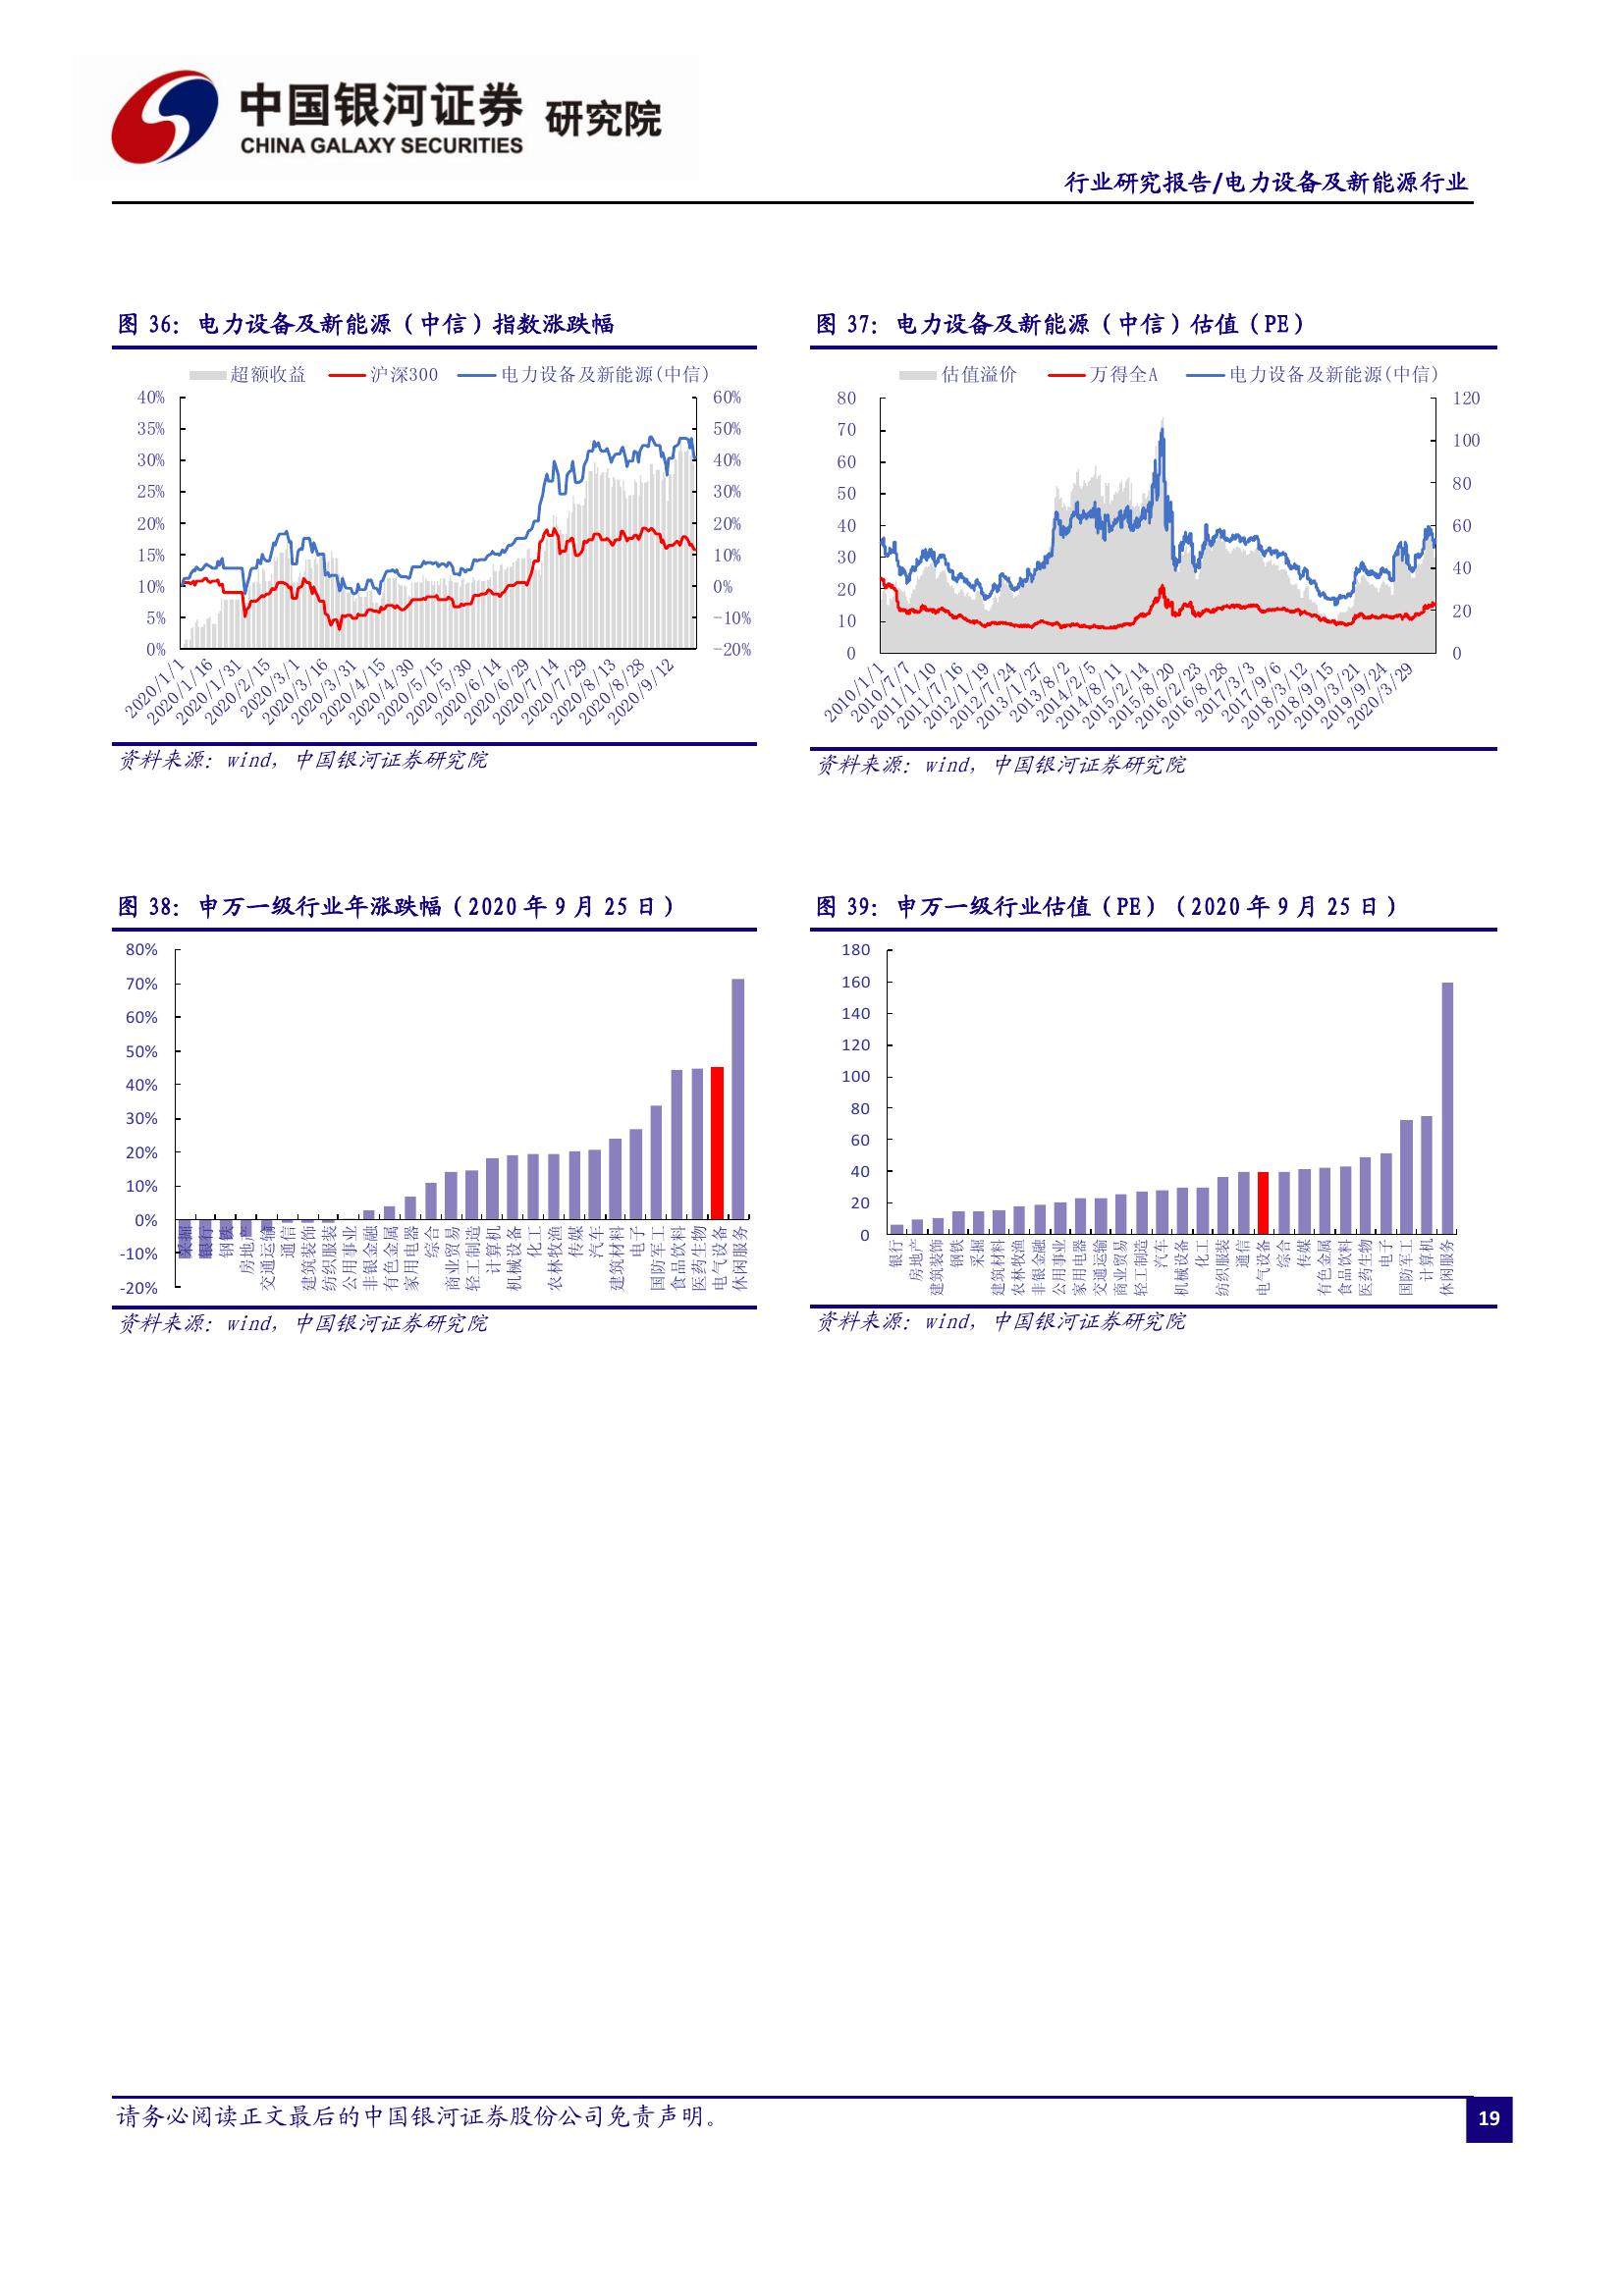 中国银河证券 研究院
CHINA GALAXY SECURITIES
行业研究报告/电力设备及新能源行业
图 36：电力设备及新能源（中信）指数涨跌幅
超额收益 沪深300 电力设备及新能源(中信)
40%
35%
30%
25%
20%
15%
10%
5%
0%
60%
50%
40%
30%
20%
10%
0%
-10%
-20%
2020/1/1
2020/1/16
2020/1/31
2020/2/15
2020/3/1
2020/3/16
2020/3/31
2020/4/15
2020/4/30
2020/5/15
2020/5/30
2020/6/14
2020/6/29
2020/7/14
2020/7/29
2020/8/13
2020/8/28
2020/9/12
资料来源：wind，中国银河证券研究院
图 37：电力设备及新能源（中信）估值（PE）
估值溢价 万得全A 电力设备及新能源(中信)
80
70
60
50
40
30
20
10
0
120
100
80
60
40
20
0
2010/1/1
2010/7/7
2011/1/10
2011/7/16
2012/1/19
2012/7/24
2013/1/27
2013/8/2
2014/2/5
2014/8/11
2015/2/14
2015/8/20
2016/2/23
2016/8/28
2017/3/3
2017/9/6
2018/3/12
2018/9/15
2019/3/21
2019/9/24
2020/3/29
资料来源：wind，中国银河证券研究院
图 38：申万一级行业年涨跌幅（2020 年 9 月 25 日）
80%
70%
60%
50%
40%
30%
20%
10%
0%
-10%
-20%
采掘
银行
钢铁
房地产
交通运输
通信
建筑装饰
纺织服装
公用事业
非银金融
有色金属
家用电器
综合
商业贸易
轻工制造
计算机
机械设备
化工
农林牧渔
传媒
汽车
建筑材料
电子
国防军工
食品饮料
医药生物
电气设备
休闲服务
资料来源：wind，中国银河证券研究院
图 39：申万一级行业估值（PE）（2020 年 9 月 25 日）
180
160
140
120
100
80
60
40
20
0
银行
房地产
建筑装饰
钢铁
采掘
建筑材料
农林牧渔
非银金融
公用事业
家用电器
交通运输
商业贸易
轻工制造
汽车
机械设备
化工
纺织服装
通信
电气设备
综合
传媒
有色金属
食品饮料
医药生物
电子
国防军工
计算机
休闲服务
资料来源：wind，中国银河证券研究院
请务必阅读正文最后的中国银河证券股份公司免责声明。
19